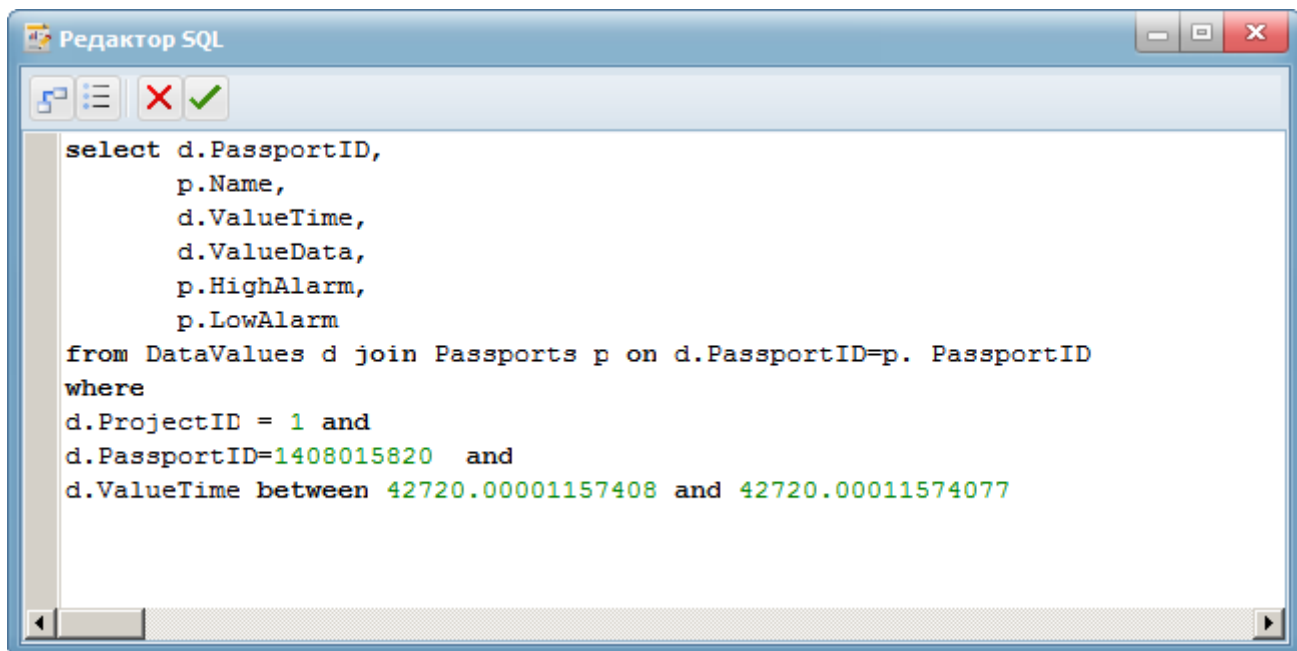 Редактор SQL
select d.PassportID,
p.Name,
d.ValueTime,
d.ValueData,
p.HighAlarm,
p.LowAlarm
from DataValues d join Passports p on d.PassportID=p. PassportID
where
d.ProjectID = 1 and
d.PassportID=1408015820  and
d.ValueTime between 42720.00001157408 and 42720.00011574077